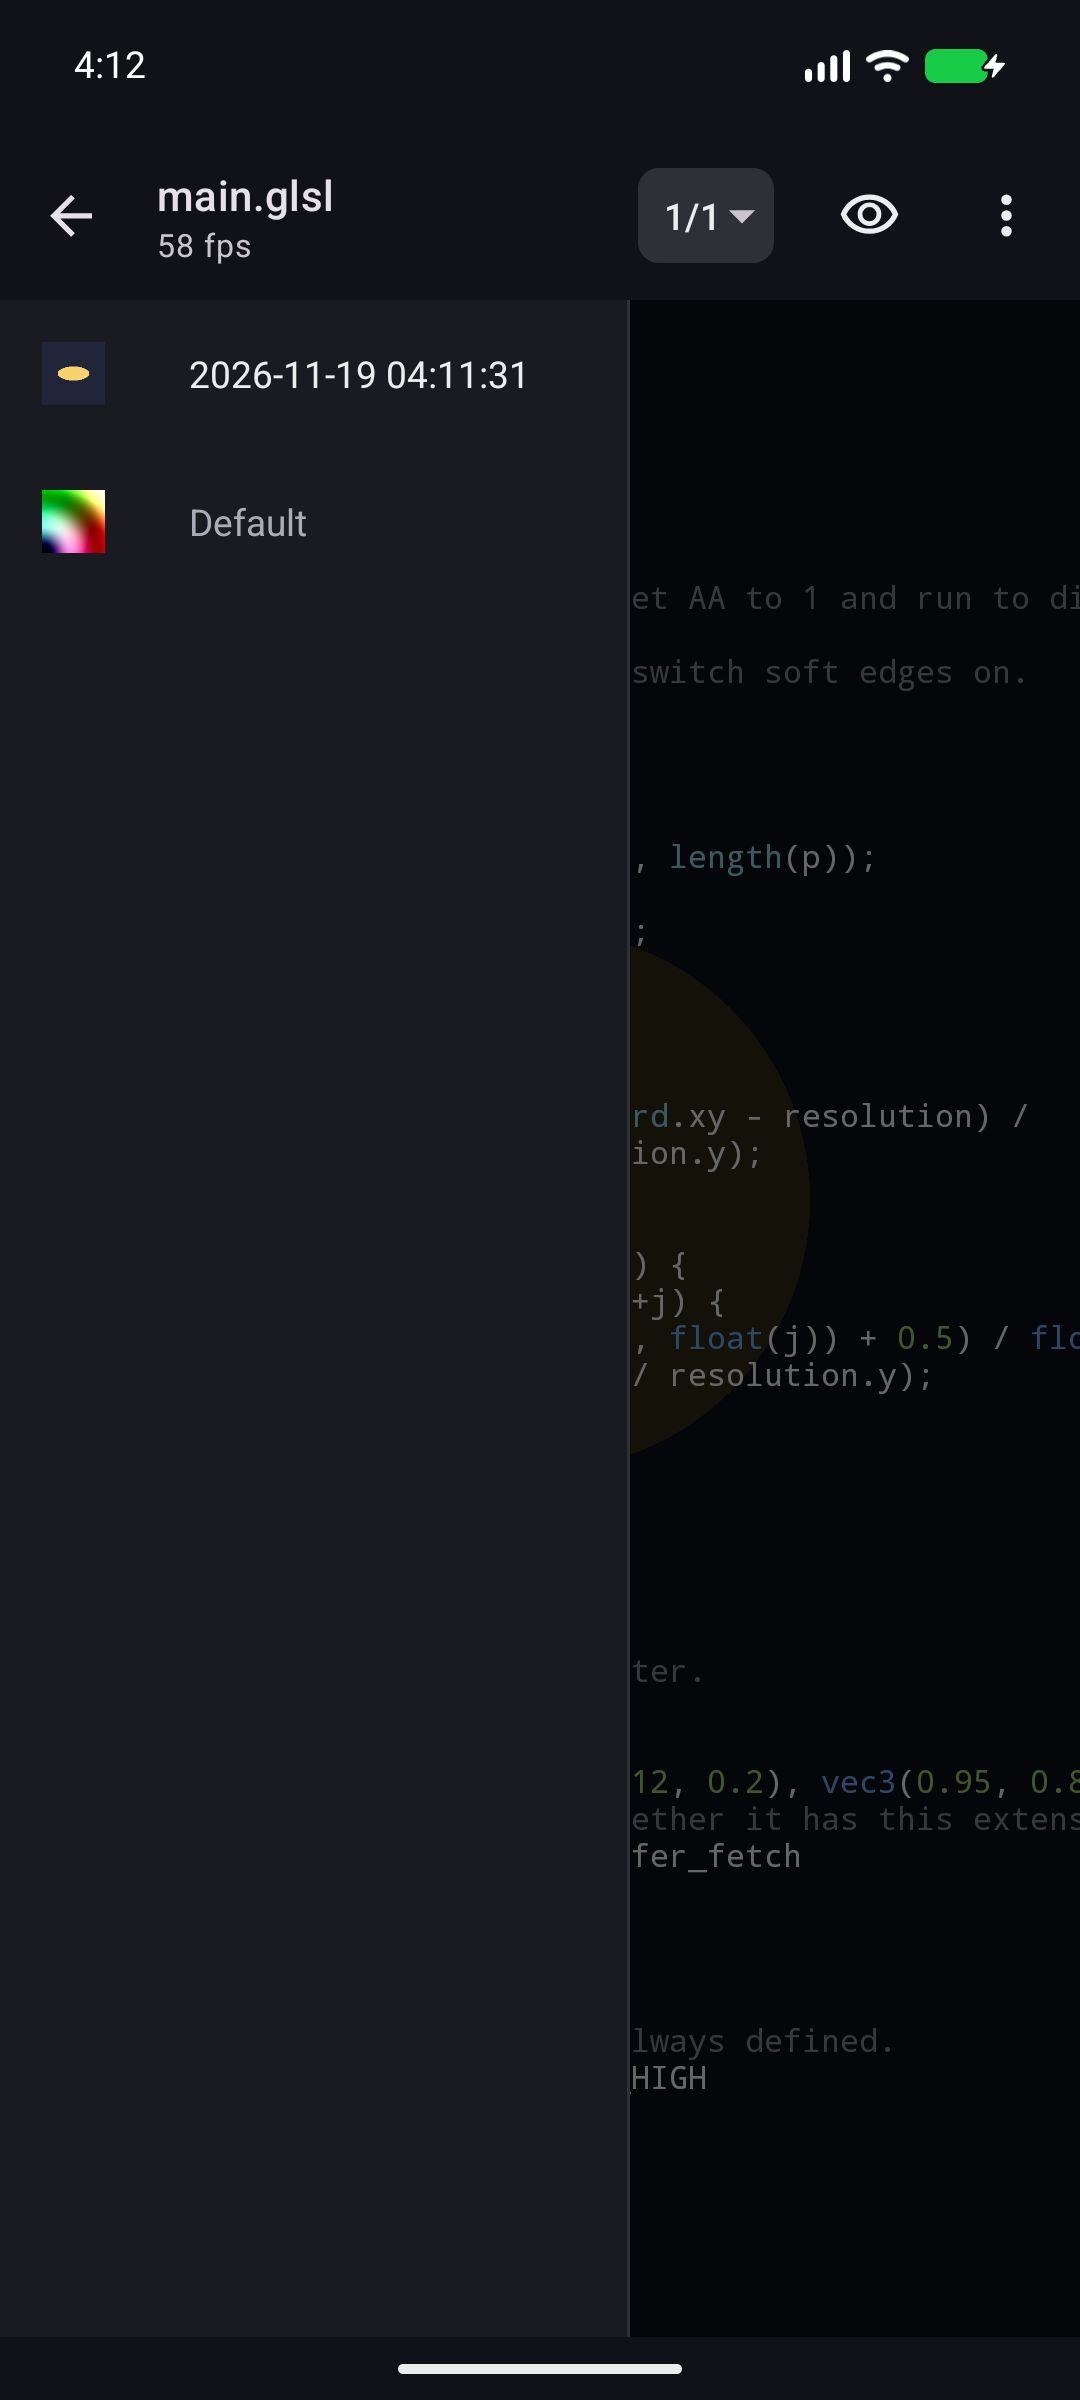 4:12
main.glsl
58 fps
1/1
2026-11-19 04:11:31
Default
et AA to 1 and run to di
switch soft edges on.
, length(p));
;
rd.xy - resolution) /
ion.y);
) {
+j) {
, float(j)) + 0.5) / flo
/ resolution.y);
ter.
12, 0.2), vec3(0.95, 0.8
ether it has this extens
fer_fetch
lways defined.
_HIGH